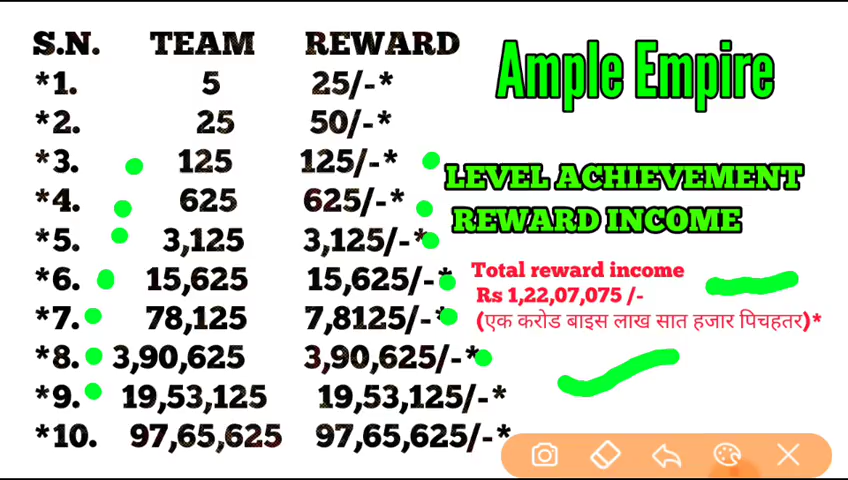 S.N. TEAM REWARD
*1. 5 25/-*
*2. 25 50/-*
*3. 125 125/-*
*4. 625 625/-*
*5. 3,125 3,125/-*
*6. 15,625 15,625/-*
*7. 78,125 7,8125/-*
*8. 3,90,625 3,90,625/-*
*9. 19,53,125 19,53,125/-*
*10. 97,65,625 97,65,625/-*
Ample Empire
LEVEL ACHIEVEMENT
REWARD INCOME
Total reward income
Rs 1,22,07,075 /-
(एक करोड बाइस लाख सात हजार पिचहतर)*